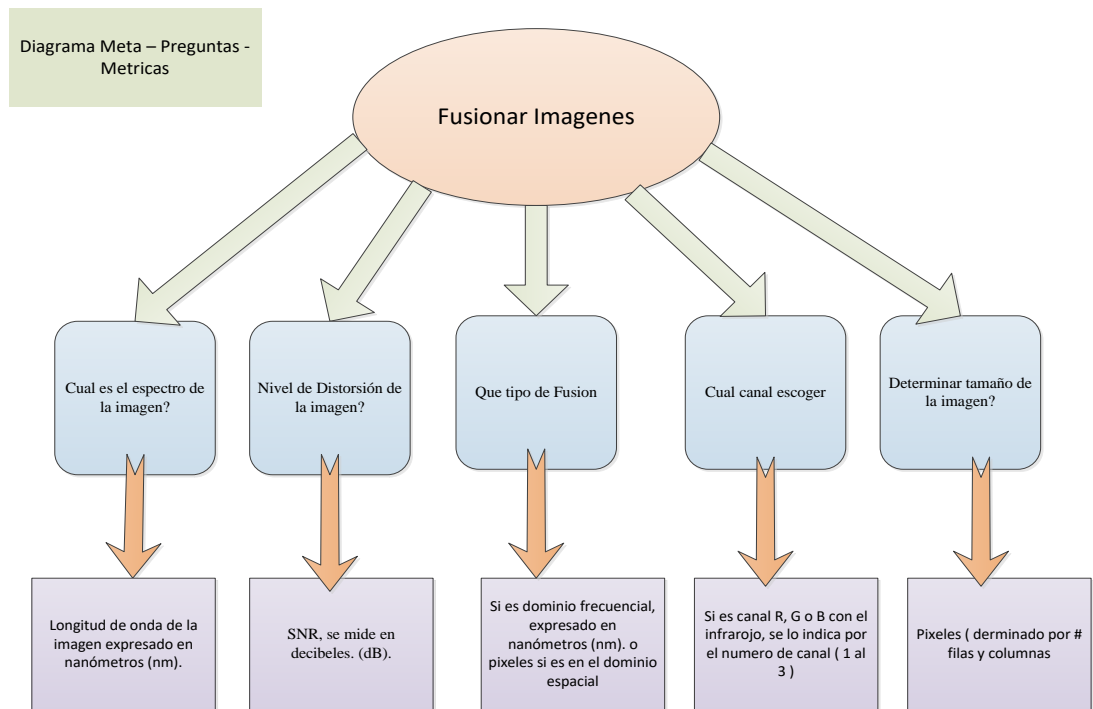 Diagrama Meta – Preguntas -
Metricas
Fusionar Imagenes
Cual es el espectro de
la imagen?
Nivel de Distorsión de
la imagen?
Que tipo de Fusion
Cual canal escoger
Determinar tamaño de
la imagen?
Longitud de onda de la
imagen expresado en
nanómetros (nm).
SNR, se mide en
decibeles. (dB).
Si es dominio frecuencial,
expresado en
nanómetros (nm). o
pixeles si es en el dominio
espacial
Si es canal R, G o B con el
infrarojo, se lo indica por
el numero de canal ( 1 al
3 )
Pixeles ( derminado por #
filas y columnas